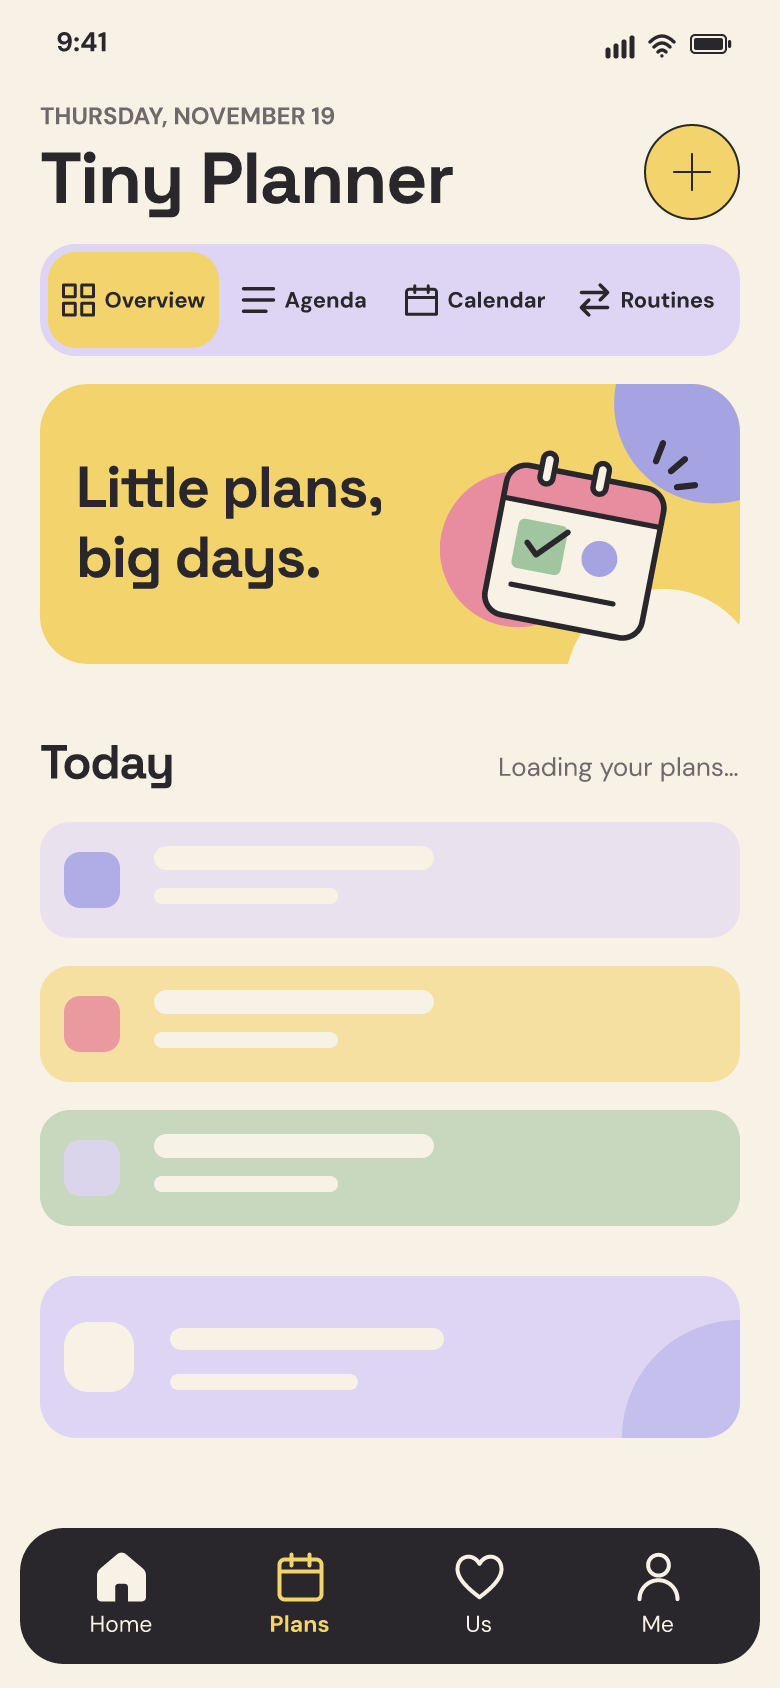 9:41
THURSDAY, NOVEMBER 19
Tiny Planner
Overview
Agenda
Calendar
Routines
Little plans,
big days.
Today
Loading your plans…
Home
Plans
Us
Me